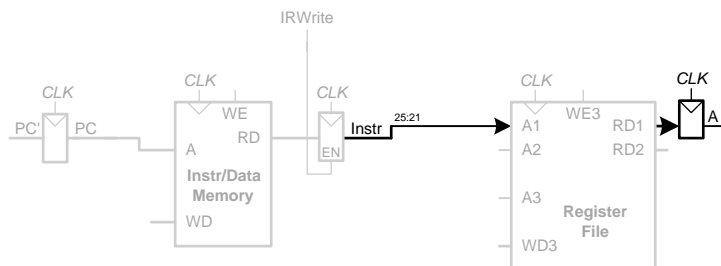 IRWrite
CLK CLK CLK CLK
PC' PC WE Instr 25:21 WE3 A
A RD EN A1 RD1
Instr/Data Memory A2 RD2
WD A3 Register File
WD3